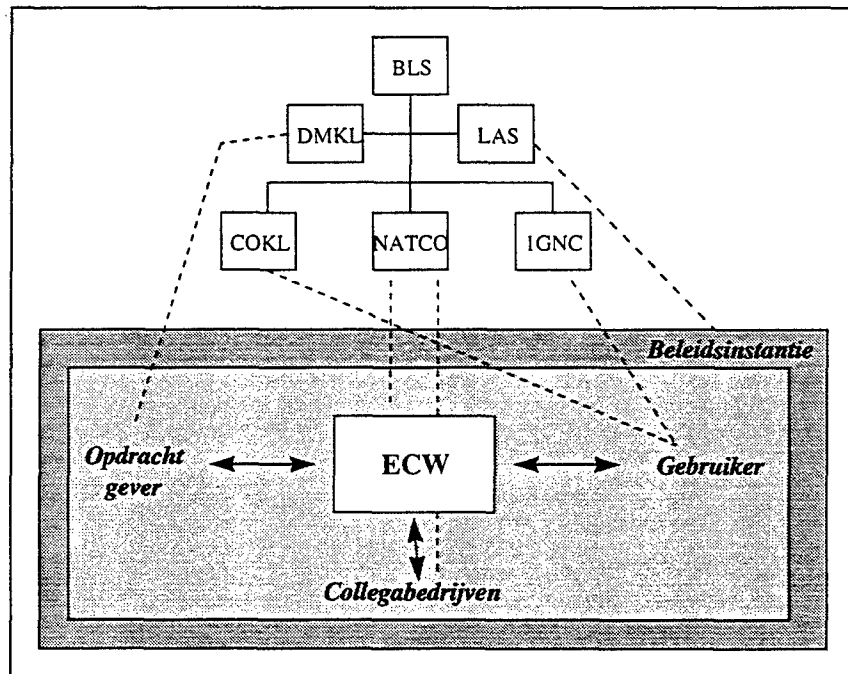 BLS
DMKL
LAS
COKL
NATCO
IGNC
Beleidsinstantie
Opdracht
gever
ECW
Gebruiker
Collegabedrijven